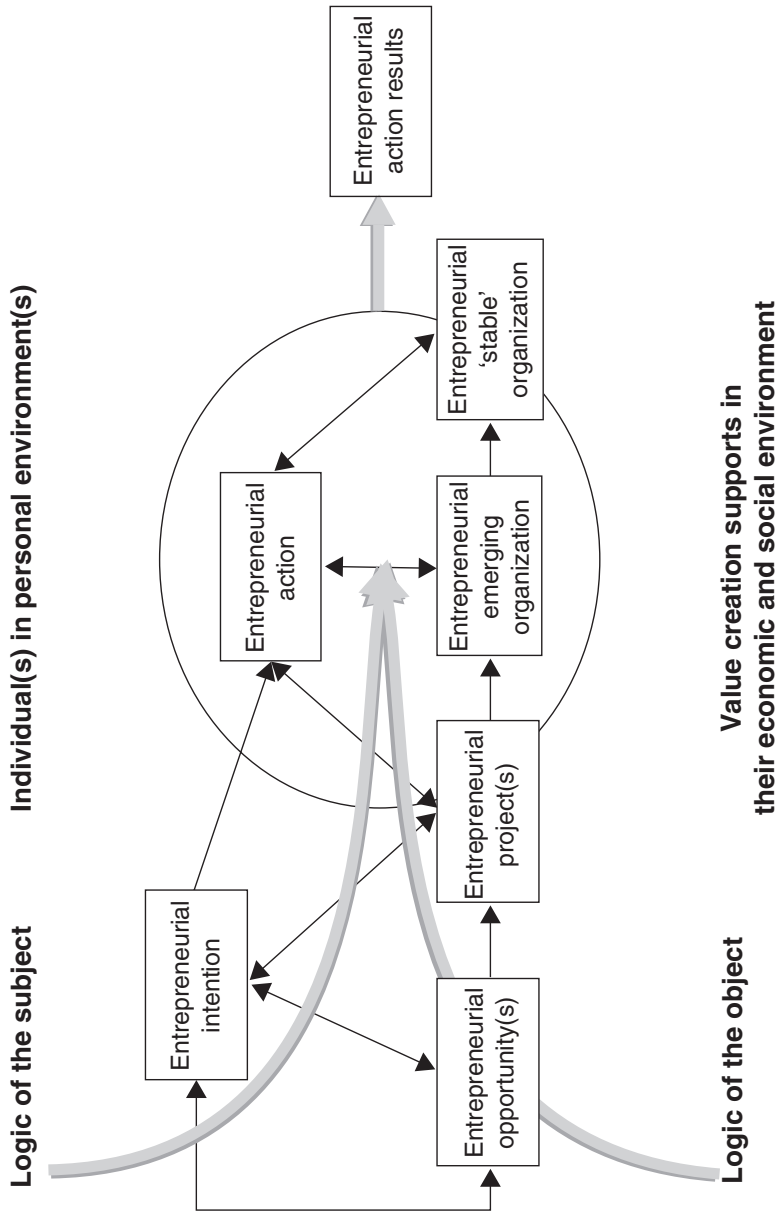 Logic of the subject
Individual(s) in personal environment(s)
Entrepreneurial
intention
Entrepreneurial
action
Entrepreneurial
action results
Entrepreneurial
opportunity(s)
Entrepreneurial
project(s)
Entrepreneurial
emerging
organization
Entrepreneurial
‘stable’
organization
Logic of the object
Value creation supports in
their economic and social environment